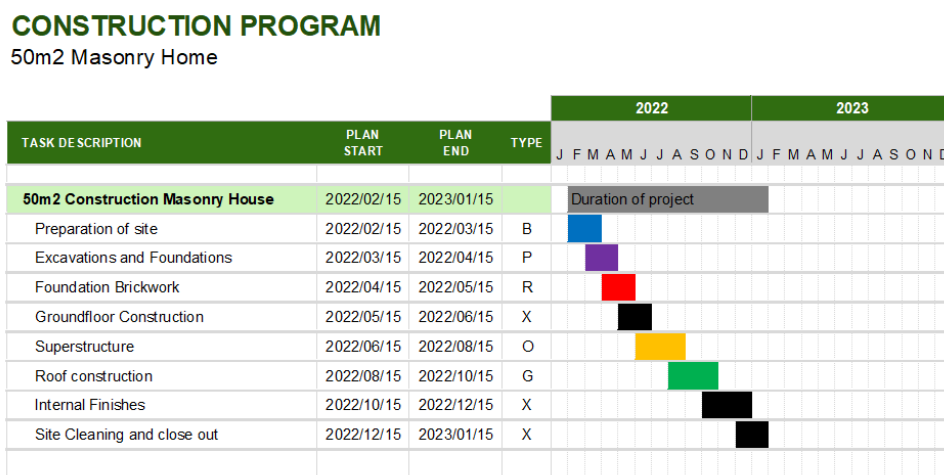 CONSTRUCTION PROGRAM
50m2 Masonry Home
2022 2023
TASK DESCRIPTION PLAN START PLAN END TYPE J F M A M J J A S O N D J F M A M J J A S O N D
50m2 Construction Masonry House 2022/02/15 2023/01/15 Duration of project
Preparation of site 2022/02/15 2022/03/15 B
Excavations and Foundations 2022/03/15 2022/04/15 P
Foundation Brickwork 2022/04/15 2022/05/15 R
Groundfloor Construction 2022/05/15 2022/06/15 X
Superstructure 2022/06/15 2022/08/15 O
Roof construction 2022/08/15 2022/10/15 G
Internal Finishes 2022/10/15 2022/12/15 X
Site Cleaning and close out 2022/12/15 2023/01/15 X